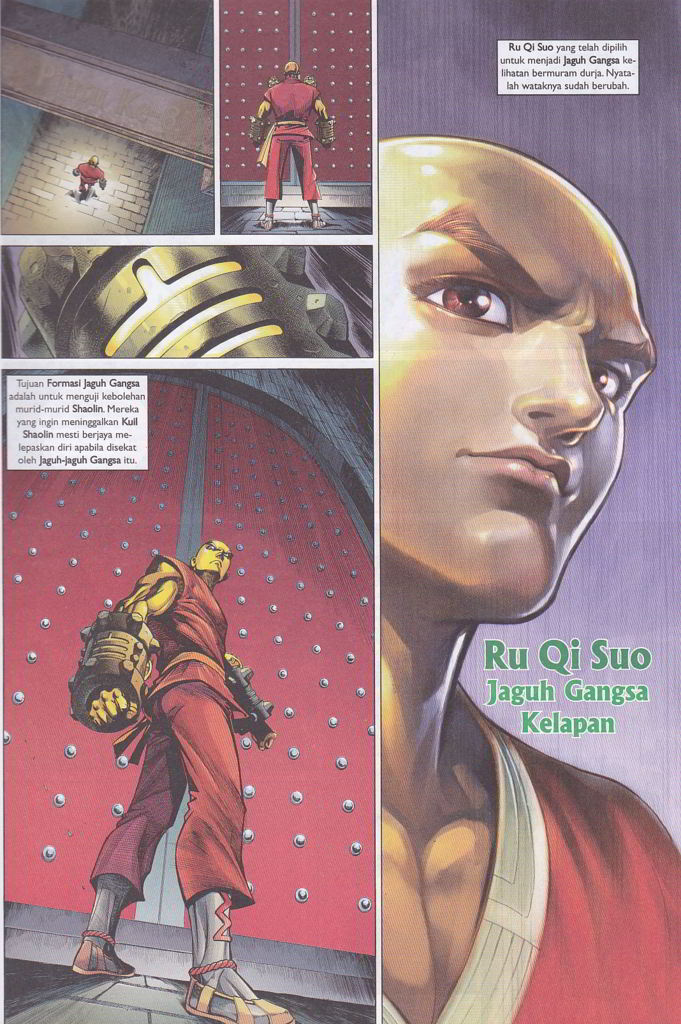 Ru Qi Suo yang telah dipilih
untuk menjadi Jaguh Gangsa ke-
lihatan bermuram durja. Nyata-
lah wataknya sudah berubah.
Tujuan Formasi Jaguh Gangsa
adalah untuk menguji kebolehan
murid-murid Shaolin. Mereka
yang ingin meninggalkan Kuil
Shaolin mesti berjaya me-
lepaskan diri apabila disekat
oleh Jaguh-jaguh Gangsa itu.
Ru Qi Suo
Jaguh Gangsa
Kelapan